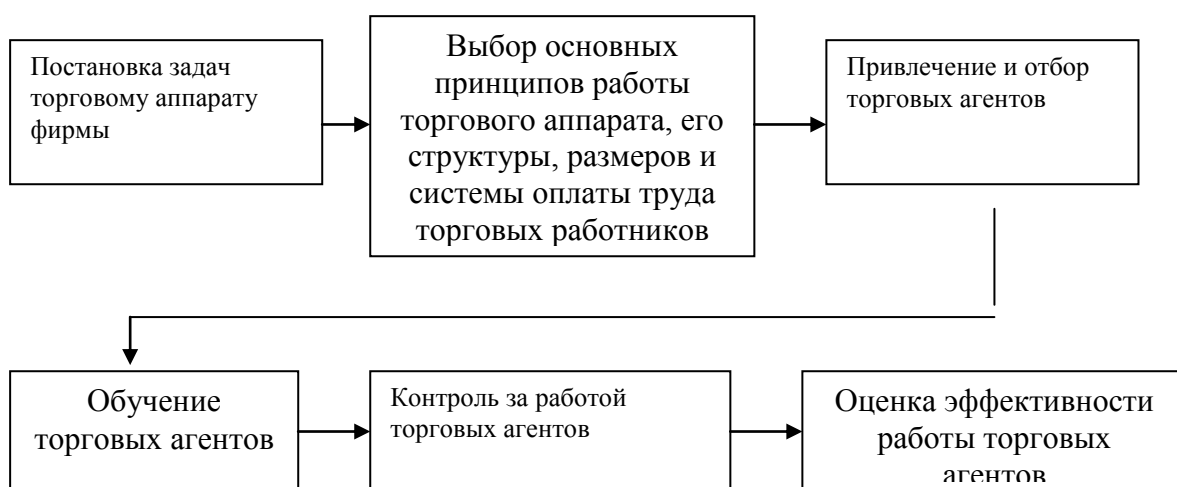 Постановка задач
торговому аппарату
фирмы
Выбор основных
принципов работы
торгового аппарата, его
структуры, размеров и
системы оплаты труда
торговых работников
Привлечение и отбор
торговых агентов
Обучение
торговых агентов
Контроль за работой
торговых агентов
Оценка эффективности
работы торговых
агентов